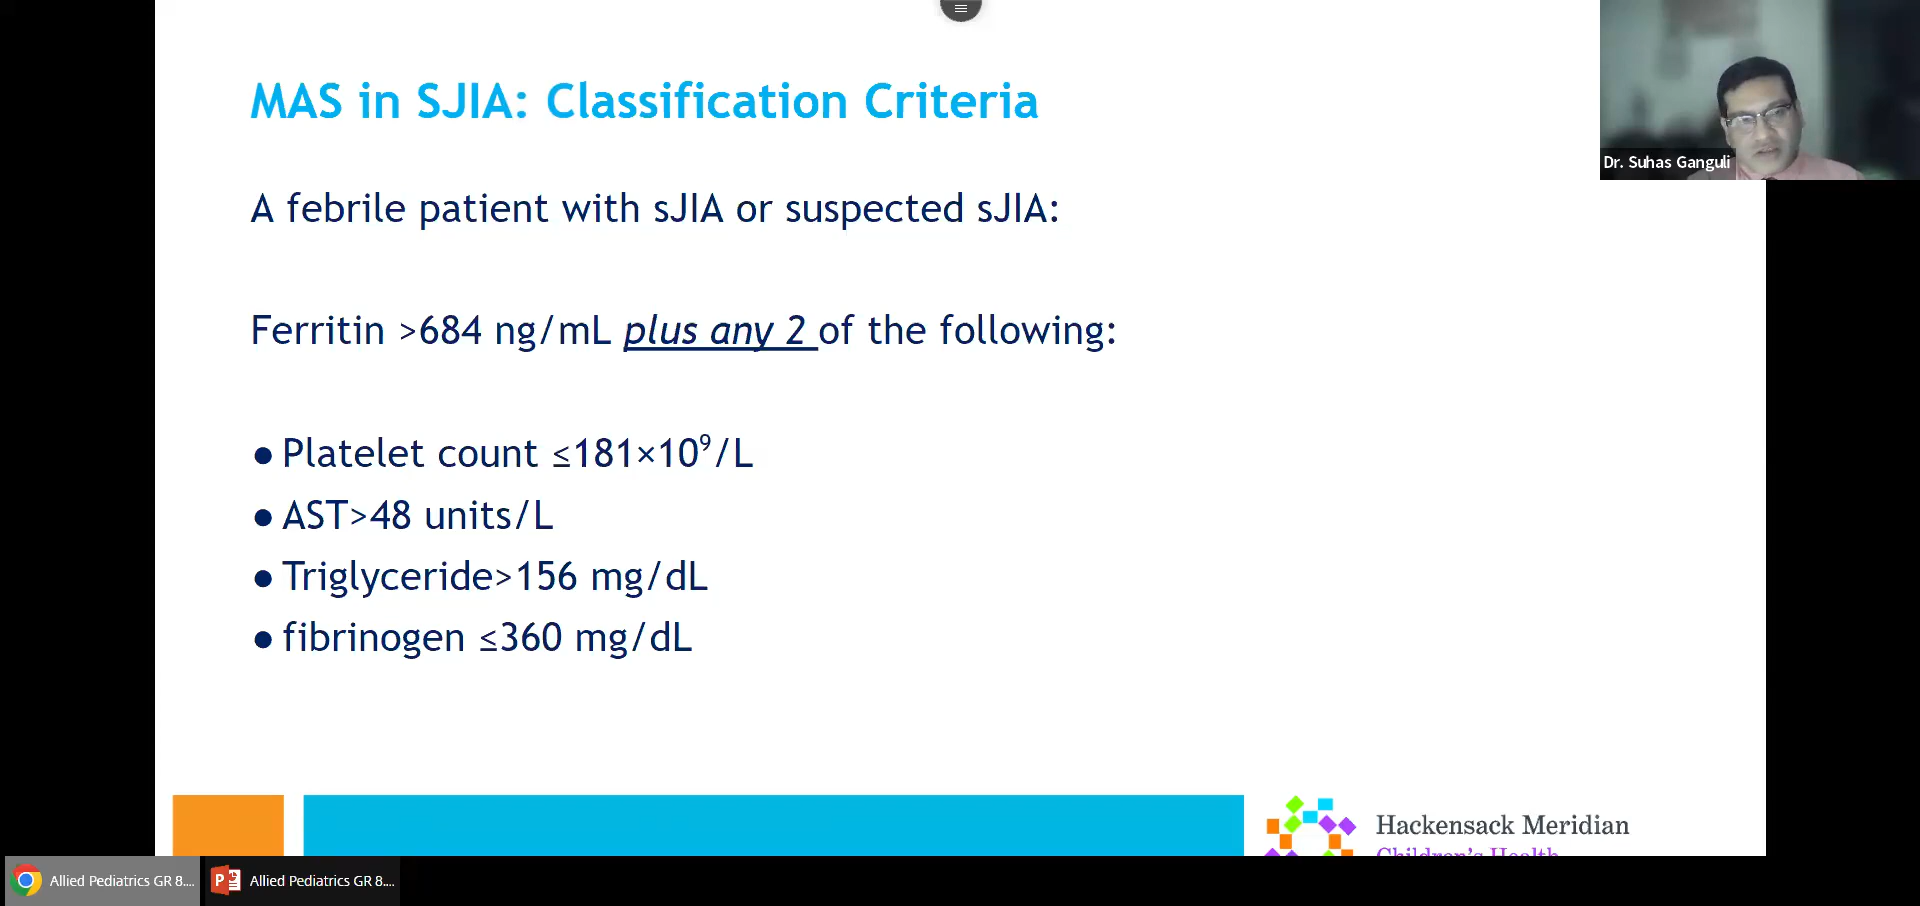 MAS in SJIA: Classification Criteria
Dr. Suhas Ganguli
A febrile patient with sJIA or suspected sJIA:
Ferritin >684 ng/mL plus any 2 of the following:
● Platelet count ≤181×10⁹/L
● AST>48 units/L
● Triglyceride>156 mg/dL
● fibrinogen ≤360 mg/dL
Hackensack Meridian
Children's Health
Allied Pediatrics GR 8....
Allied Pediatrics GR 8....